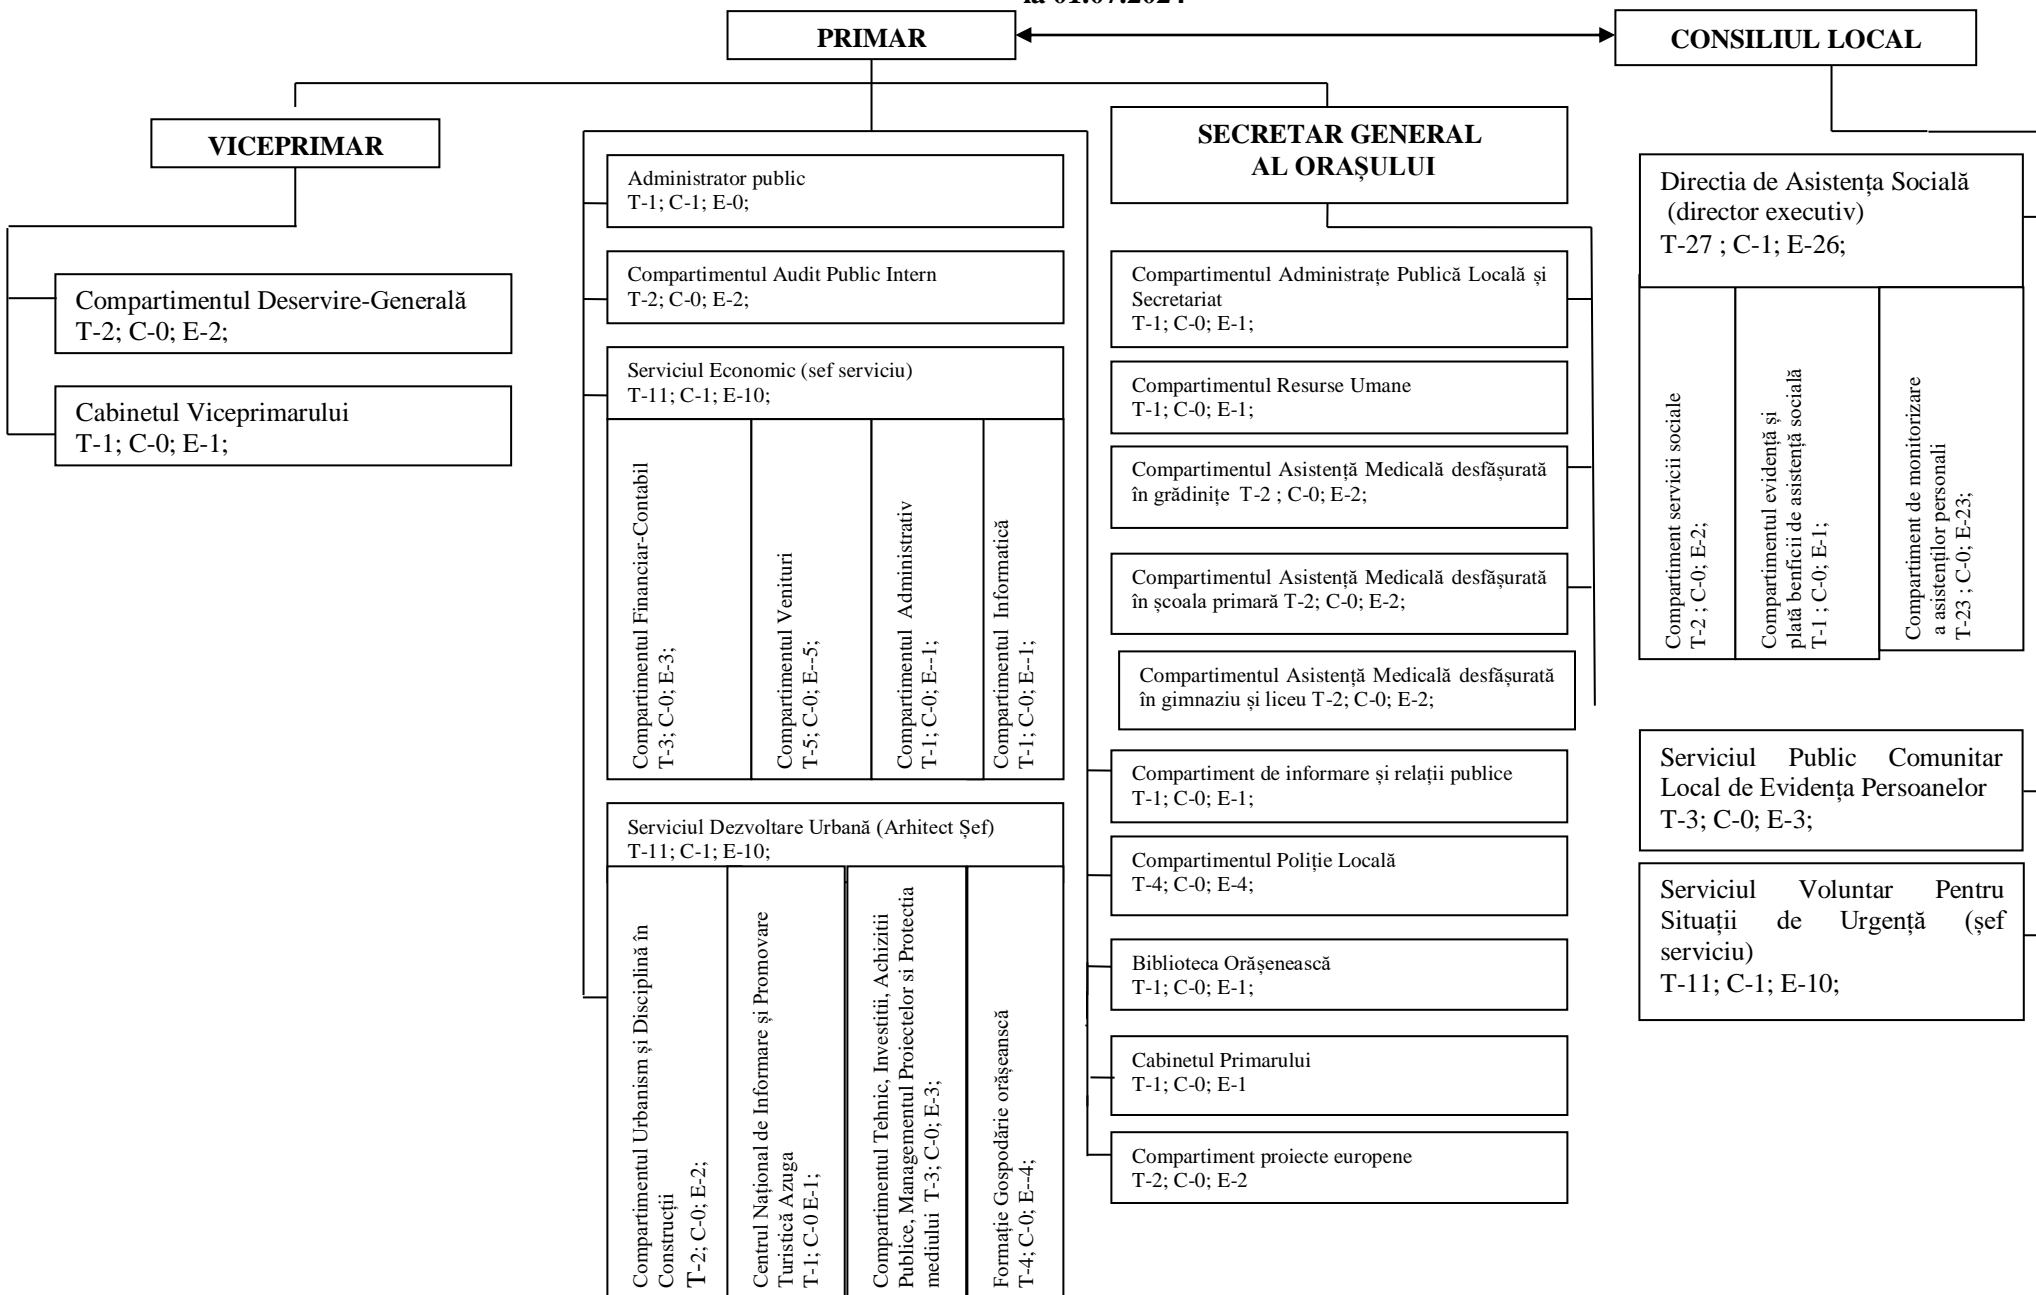 la 01.07.2024
PRIMAR
CONSILIUL LOCAL
VICEPRIMAR
Compartimentul Deservire-Generală
T-2; C-0; E-2;
Cabinetul Viceprimarului
T-1; C-0; E-1;
Administrator public
T-1; C-1; E-0;
Compartimentul Audit Public Intern
T-2; C-0; E-2;
Serviciul Economic (sef serviciu)
T-11; C-1; E-10;
Compartimentul Financiar-Contabil
T-3; C-0; E-3;
Compartimentul Venituri
T-5; C-0; E--5;
Compartimentul Administrativ
T-1; C-0; E--1;
Compartimentul Informatică
T-1; C-0; E--1;
Serviciul Dezvoltare Urbană (Arhitect Șef)
T-11; C-1; E-10;
Compartimentul Urbanism și Disciplină în
Construcții
T-2; C-0; E-2;
Centrul Național de Informare și Promovare
Turistică Azuga
T-1; C-0 E-1;
Compartimentul Tehnic, Investitii, Achizitii
Publice, Managementul Proiectelor si Protectia
mediului T-3; C-0; E-3;
Formație Gospodărie orășeanscă
T-4; C-0; E--4;
SECRETAR GENERAL
AL ORAȘULUI
Compartimentul Administrațe Publică Locală și
Secretariat
T-1; C-0; E-1;
Compartimentul Resurse Umane
T-1; C-0; E-1;
Compartimentul Asistență Medicală desfășurată
în grădinițe T-2 ; C-0; E-2;
Compartimentul Asistență Medicală desfășurată
în școala primară T-2; C-0; E-2;
Compartimentul Asistență Medicală desfășurată
în gimnaziu și liceu T-2; C-0; E-2;
Compartiment de informare și relații publice
T-1; C-0; E-1;
Compartimentul Poliție Locală
T-4; C-0; E-4;
Biblioteca Orășenească
T-1; C-0; E-1;
Cabinetul Primarului
T-1; C-0; E-1
Compartiment proiecte europene
T-2; C-0; E-2
Directia de Asistența Socială
(director executiv)
T-27 ; C-1; E-26;
Compartiment servicii sociale
T-2 ; C-0; E-2;
Compartimentul evidență și
plată benficii de asistență socială
T-1 ; C-0; E-1;
Compartiment de monitorizare
a asistenților personali
T-23 ; C-0; E-23;
Serviciul Public Comunitar
Local de Evidența Persoanelor
T-3; C-0; E-3;
Serviciul Voluntar Pentru
Situații de Urgență (șef
serviciu)
T-11; C-1; E-10;